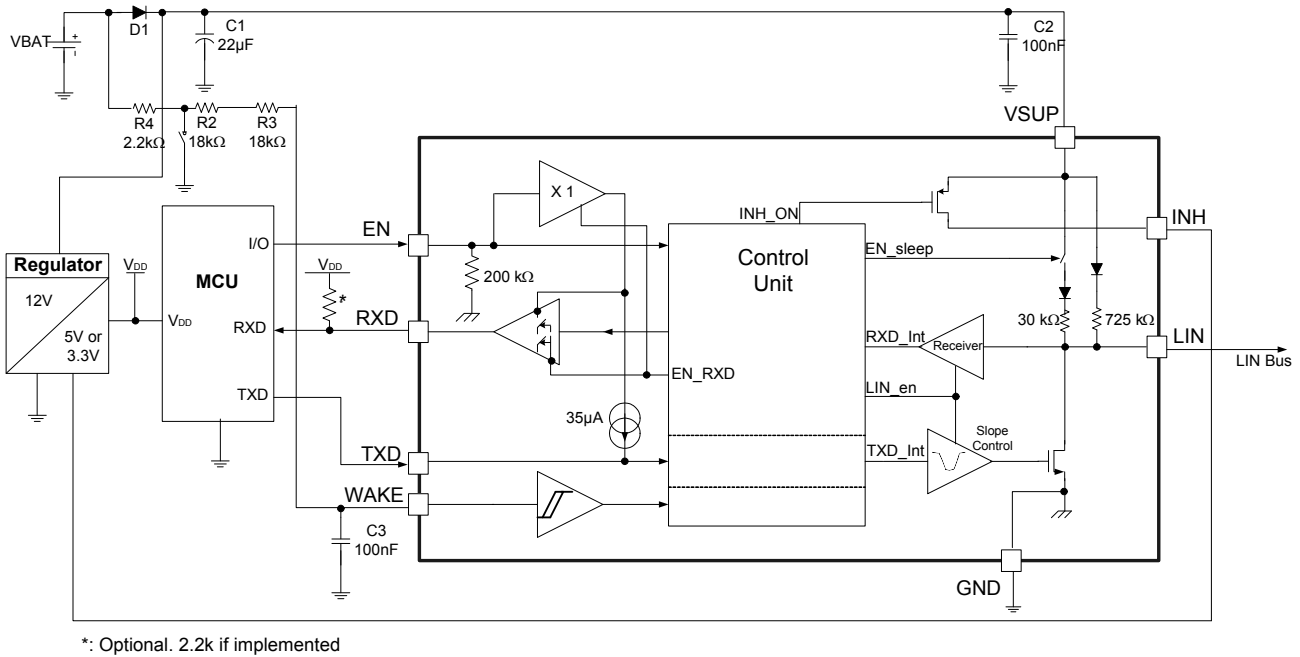 D1
VBAT
+
-
C1
22µF
C2
100nF
R4
2.2kΩ
R2
18kΩ
R3
18kΩ
VSUP
Regulator
12V
5V or
3.3V
VDD
VDD
MCU
I/O
RXD
TXD
VDD
*
EN
RXD
TXD
WAKE
C3
100nF
X 1
200 kΩ
35µA
INH_ON
Control
Unit
EN_sleep
RXD_Int
EN_RXD
LIN_en
TXD_Int
Receiver
Slope
Control
30 kΩ
725 kΩ
INH
LIN
LIN Bus
GND
*: Optional. 2.2k if implemented